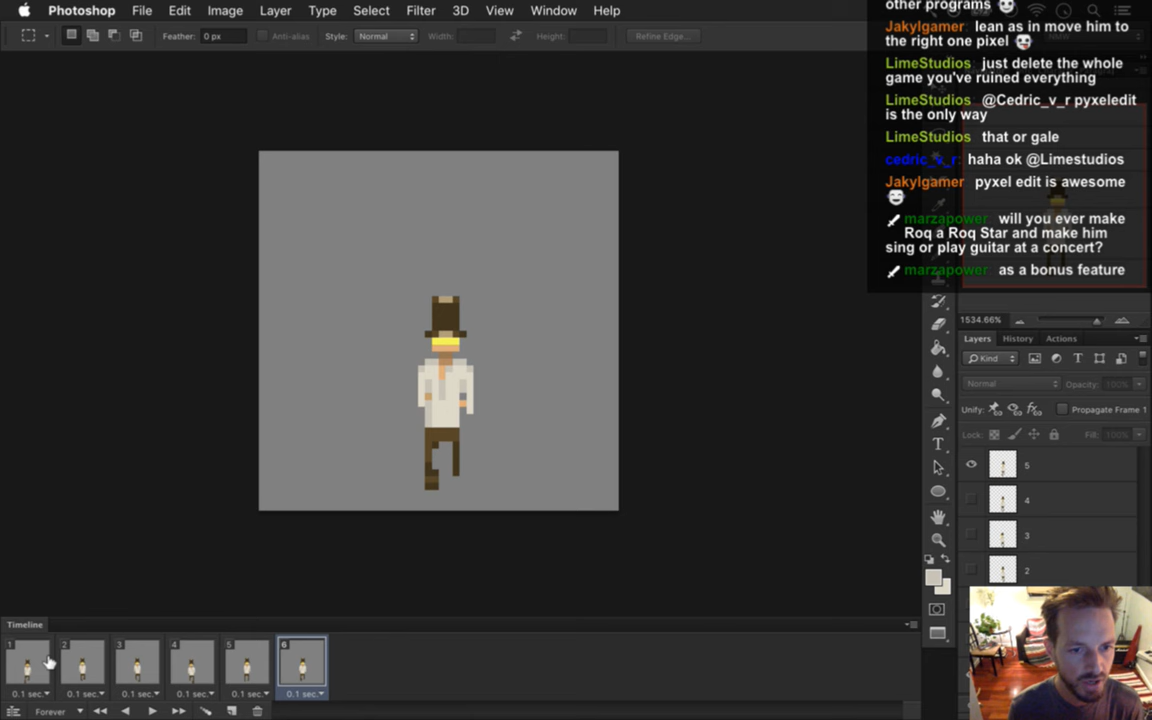 Photoshop File Edit Image Layer Type Select Filter 3D View Window Help
Feather: 0 px Anti-alias Style: Normal Width: Height: Refine Edge...
other programs
Jakylgamer lean as in move him to
the right one pixel
LimeStudios just delete the whole
game you've ruined everything
LimeStudios @Cedric_v_r pyxeledit
is the only way
LimeStudios that or gale
cedric_v_r: haha ok @Limestudios
Jakylgamer pyxel edit is awesome
marzapower will you ever make
Roq a Roq Star and make him
sing or play guitar at a concert?
marzapower as a bonus feature
1534.66%
Layers History Actions
Kind
Normal Opacity: 100%
Unify: Propagate Frame 1
Lock: Fill: 100%
5
4
3
2
Timeline
1 2 3 4 5 6
0.1 sec. 0.1 sec. 0.1 sec. 0.1 sec. 0.1 sec. 0.1 sec.
Forever